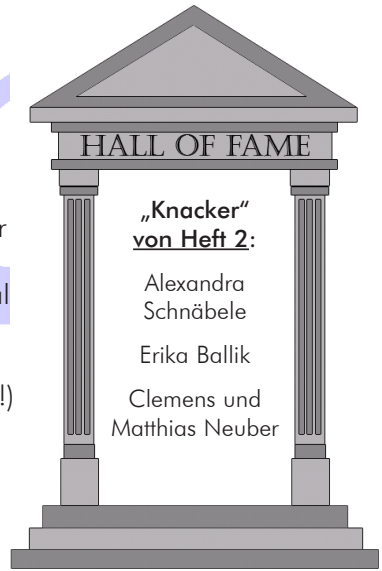 HALL OF FAME
„Knacker“
von Heft 2:
Alexandra
Schnäbele
Erika Ballik
Clemens und
Matthias Neuber
!)